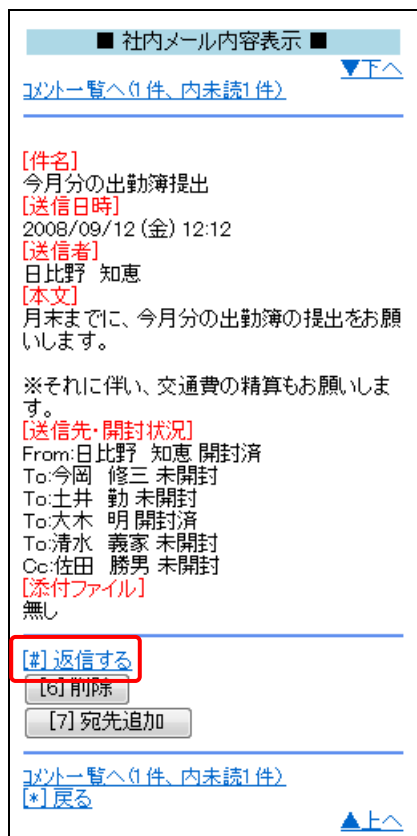 ■ 社内メール内容表示 ■
▼下へ
コメント一覧へ(1件、内未読1件)
[件名]
今月分の出勤簿提出
[送信日時]
2008/09/12 (金) 12:12
[送信者]
日比野 知恵
[本文]
月末までに、今月分の出勤簿の提出をお願
いします。
※それに伴い、交通費の精算もお願いしま
す。
[送信先・開封状況]
From:日比野 知恵 開封済
To:今岡 修三 未開封
To:土井 勤 未開封
To:大木 明 開封済
To:清水 義家 未開封
Cc:佐田 勝男 未開封
[添付ファイル]
無し
[#] 返信する
[6] 削除
[7] 宛先追加
コメント一覧へ(1件、内未読1件)
[*] 戻る
▲上へ